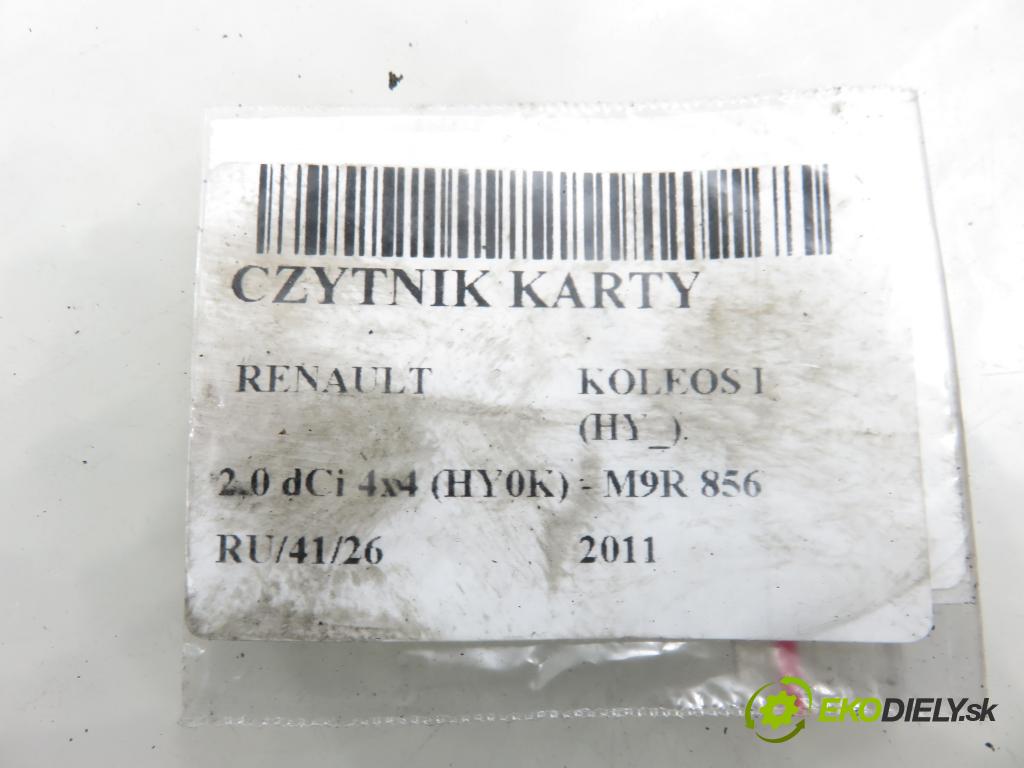 CZYTNIK KARTY
RENAULT KOLEOS I
(HY_).
2.0 dCi 4x4 (HY0K) - M9R 856
RU/41/26 2011
EKODIELY.sk